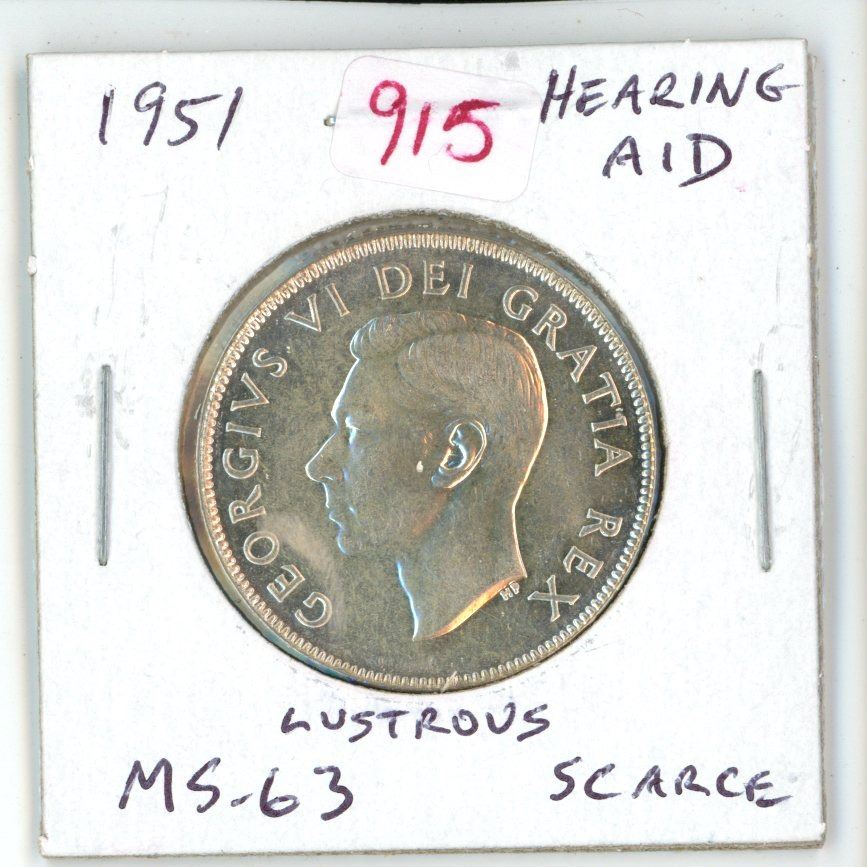 1951
915
HEARING
AID
GEORGIVS VI DEI GRATIA REX
HP
LUSTROUS
MS-63
SCARCE